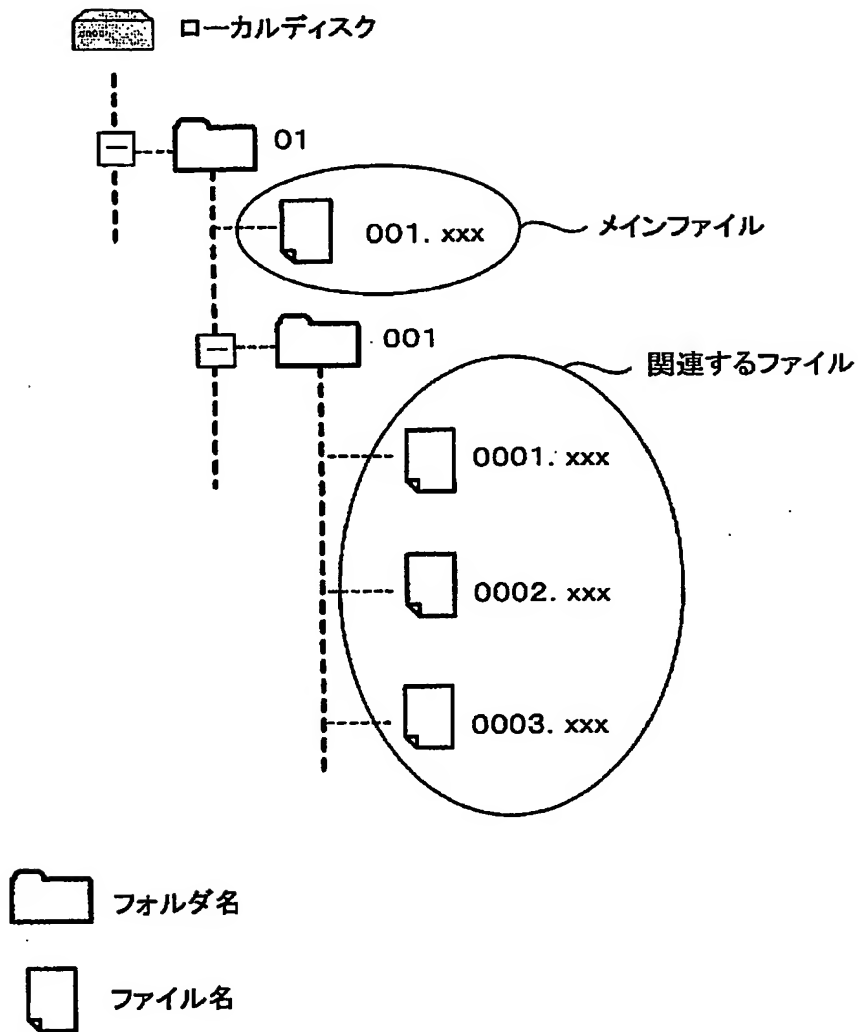 ローカルディスク
01
001. xxx
メインファイル
001
関連するファイル
0001. xxx
0002. xxx
0003. xxx
フォルダ名
ファイル名